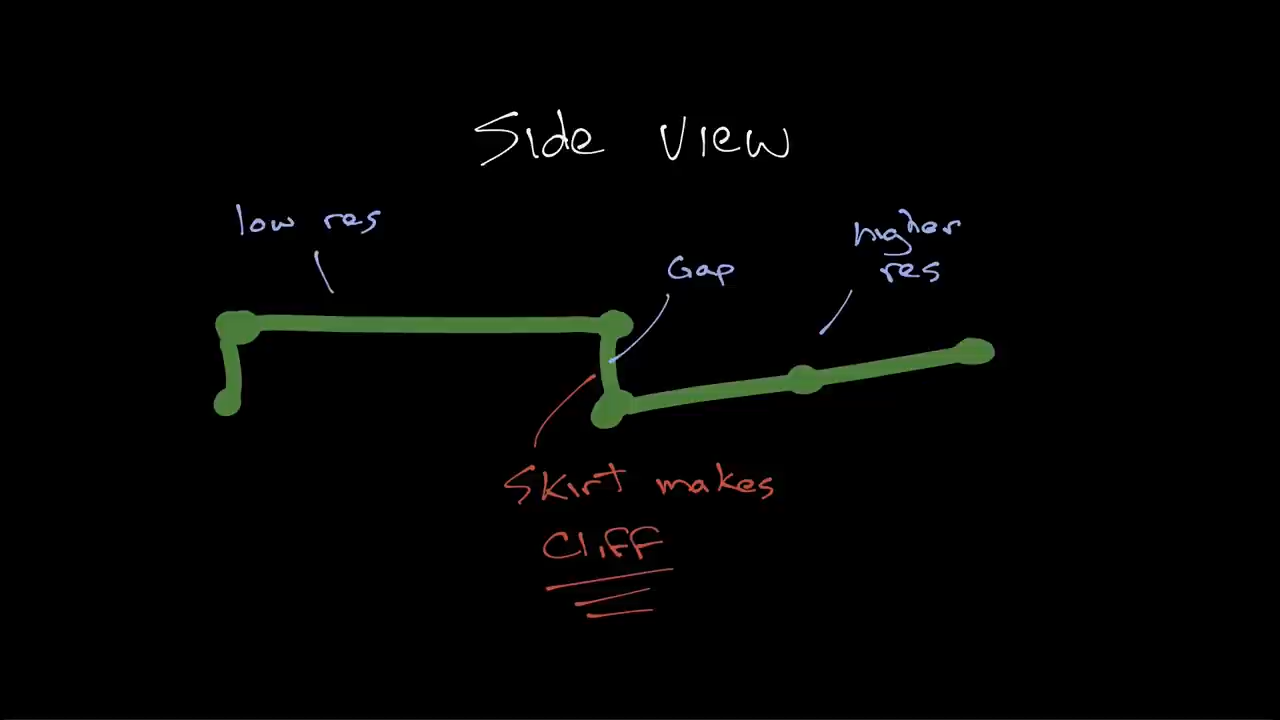 Side View
low res
higher
res
Gap
Skirt makes
Cliff